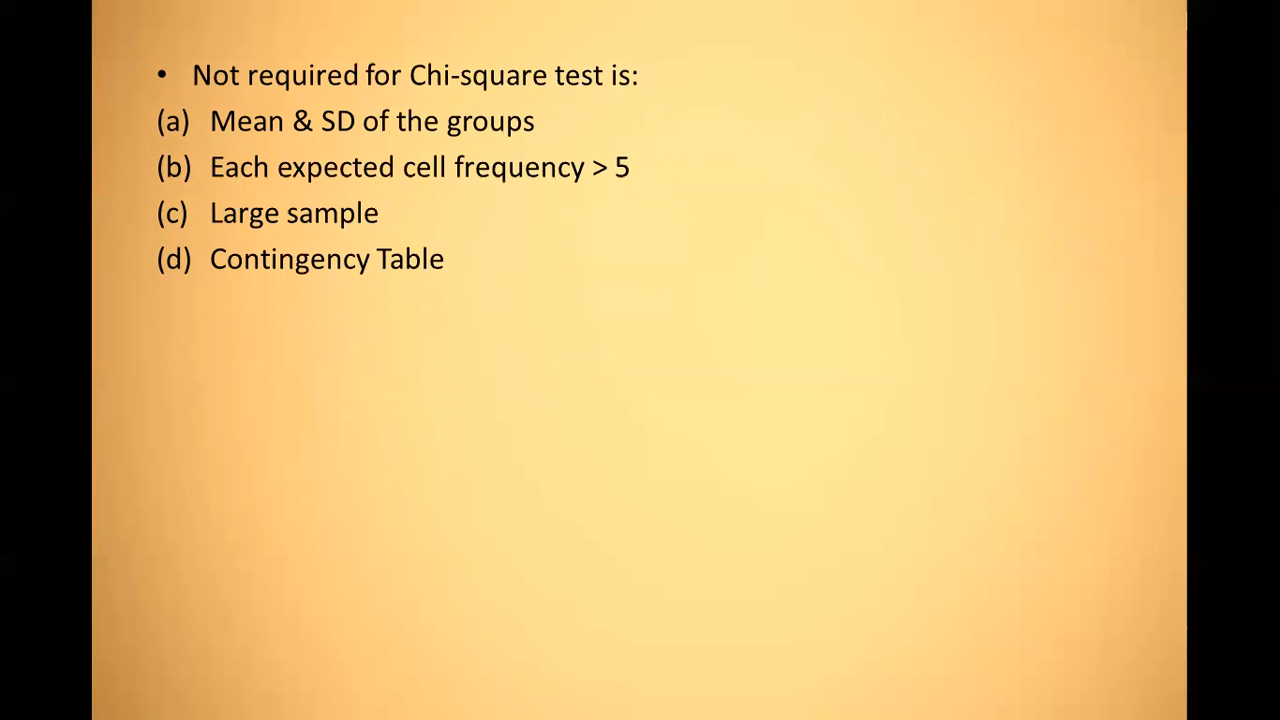 • Not required for Chi-square test is:
(a) Mean & SD of the groups
(b) Each expected cell frequency > 5
(c) Large sample
(d) Contingency Table